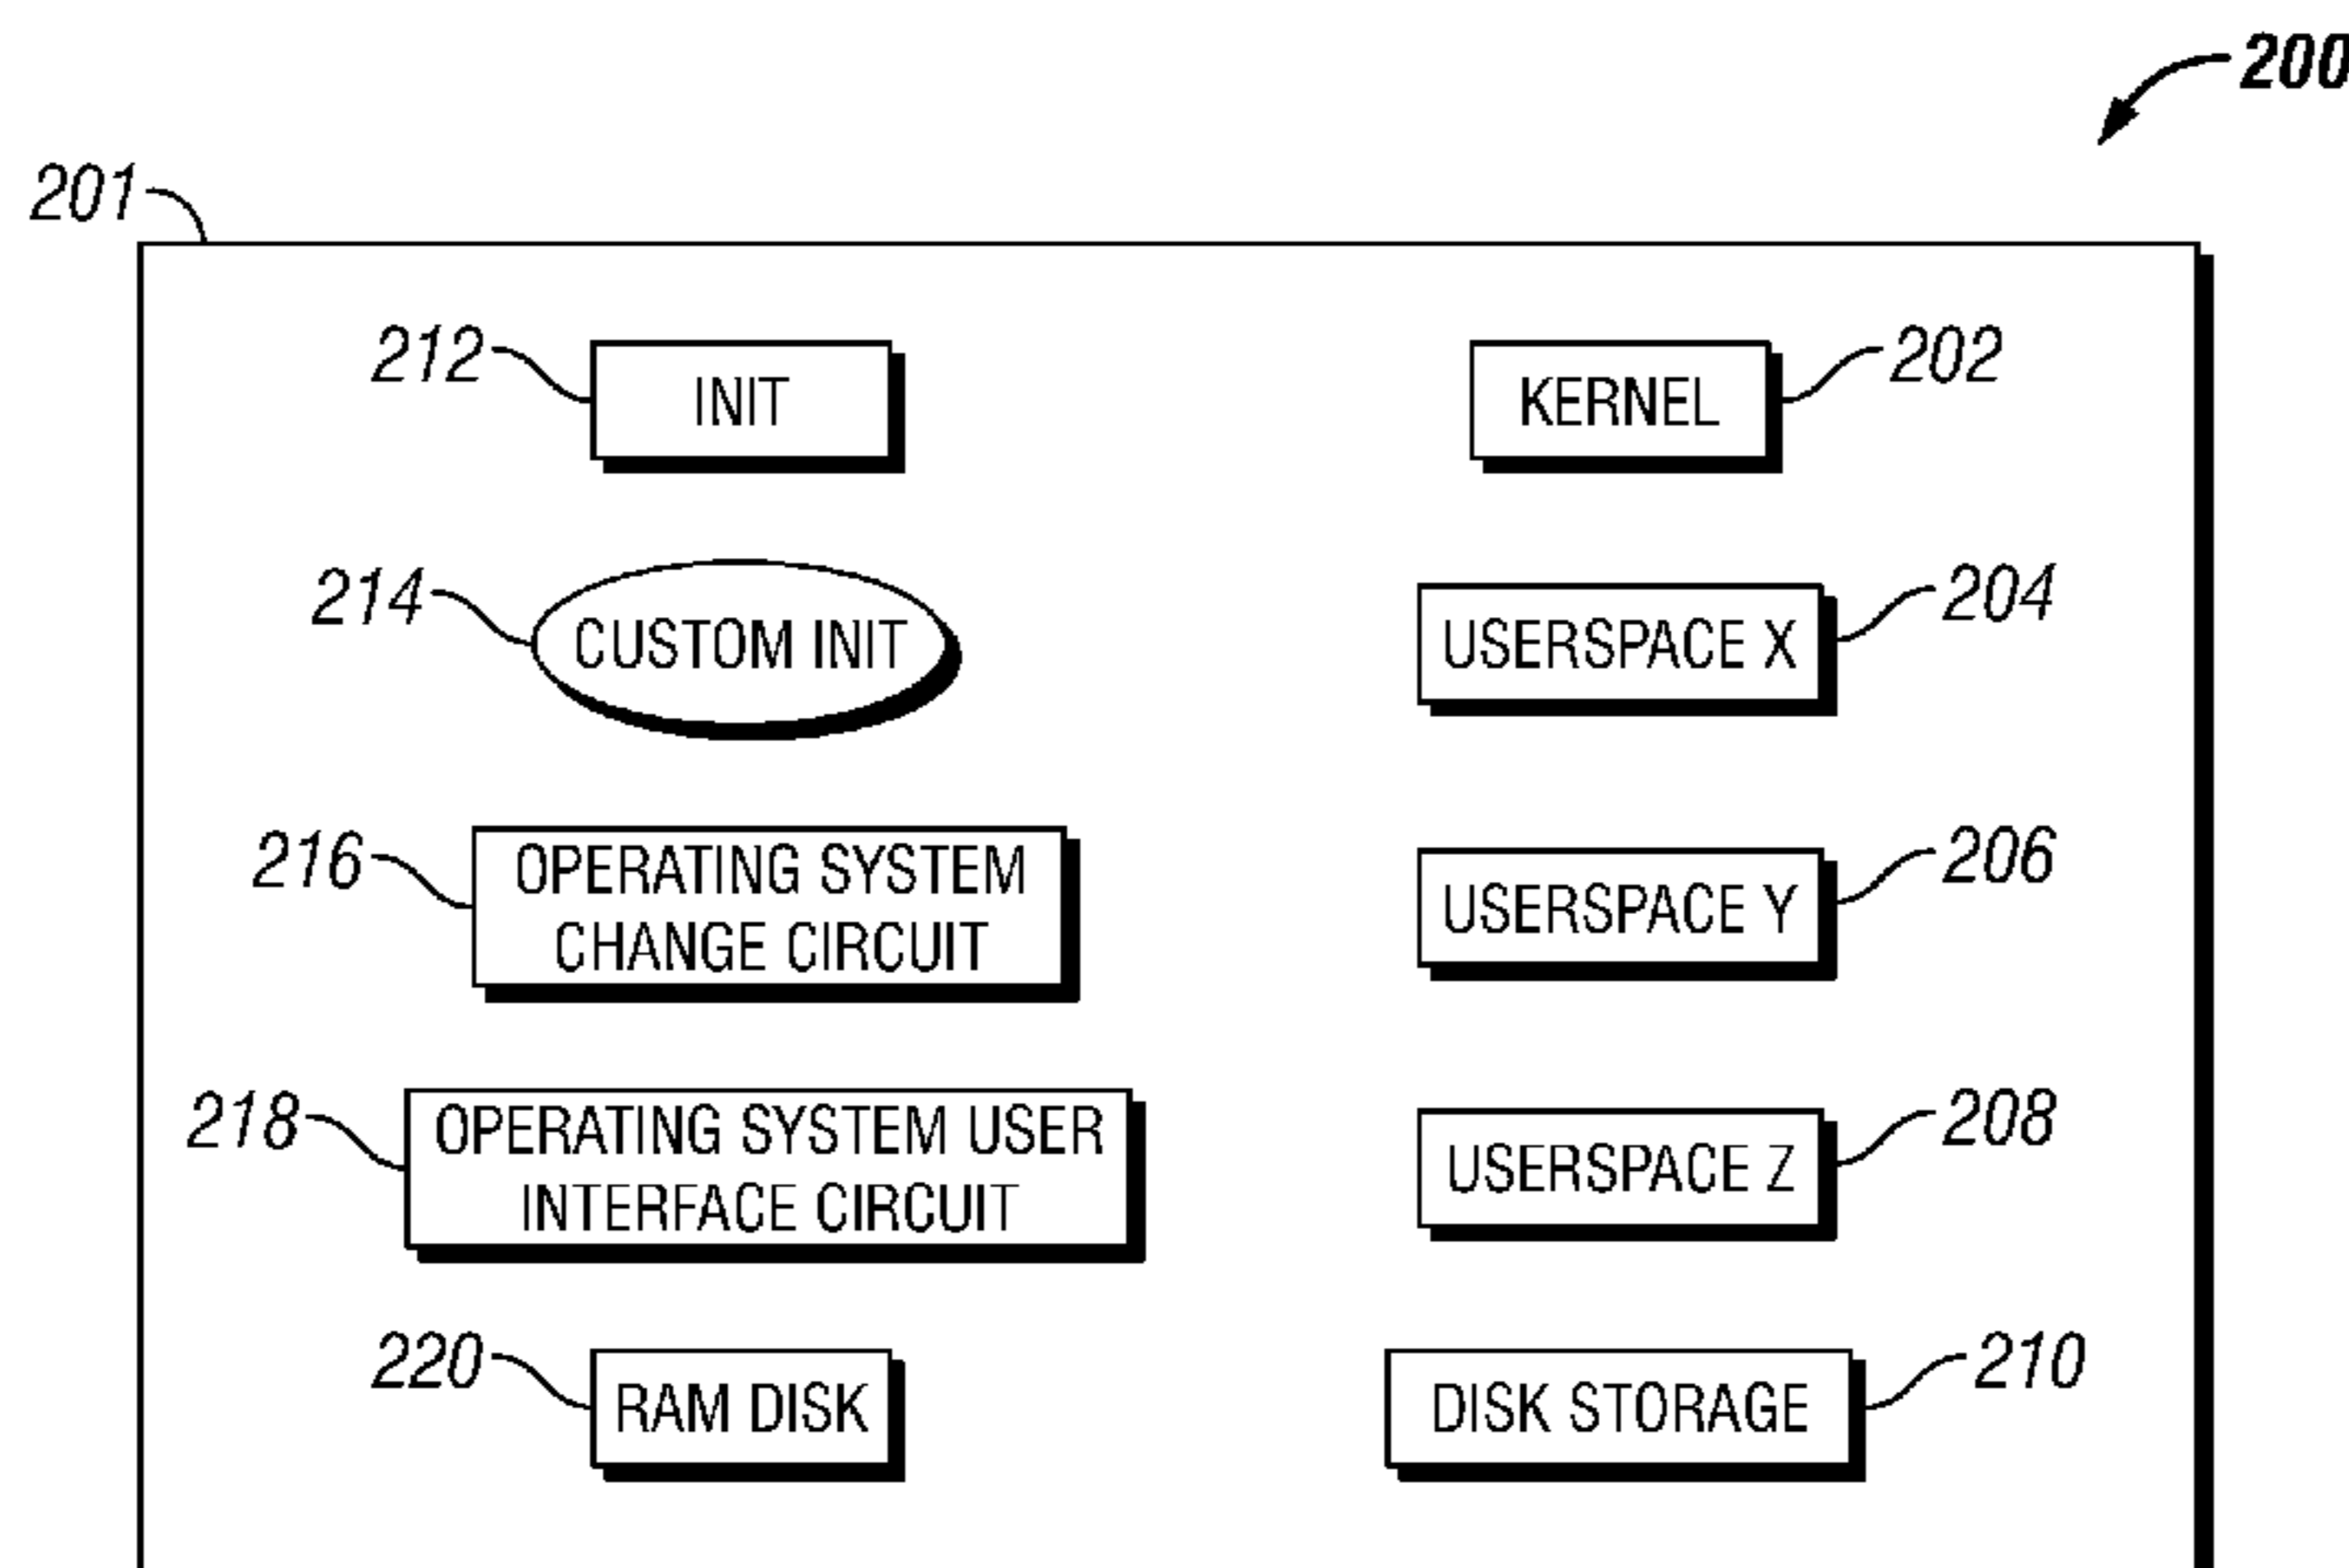 200
201
212 INIT
KERNEL 202
214 CUSTOM INIT
USERSPACE X 204
216 OPERATING SYSTEM
CHANGE CIRCUIT
USERSPACE Y 206
218 OPERATING SYSTEM USER
INTERFACE CIRCUIT
USERSPACE Z 208
220 RAM DISK
DISK STORAGE 210